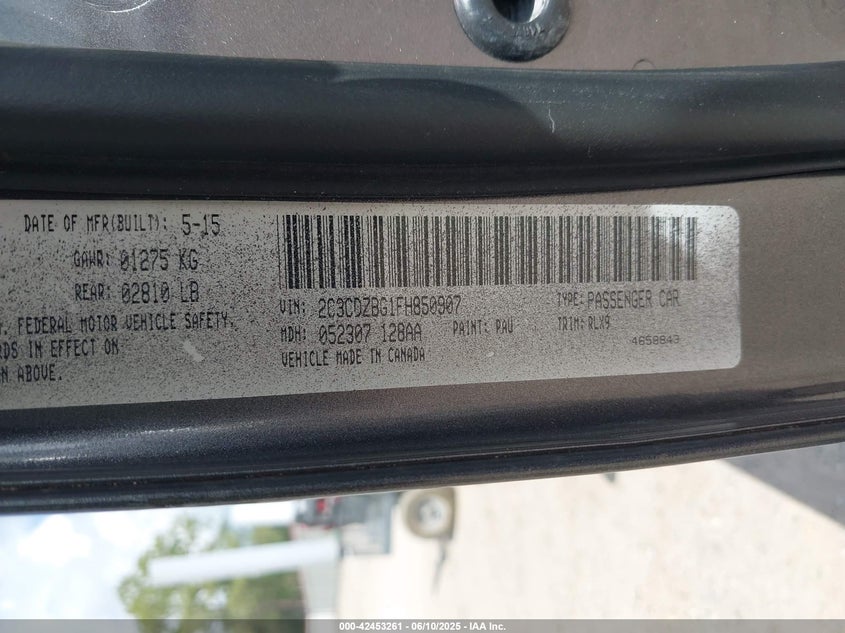 DATE OF MFR(BUILT): 5-15
GAWR: 01275 KG
REAR: 02810 LB
FEDERAL MOTOR VEHICLE SAFETY.
IN EFFECT ON
ABOVE.
VIN: 2C3CDZBG1FH850907
TYPE: PASSENGER CAR
MDH: 052307 128AA
PAINT: PAU
TRIM: RLX9
VEHICLE MADE IN CANADA
4658643
000-42453261 - 06/10/2025 - IAA Inc.